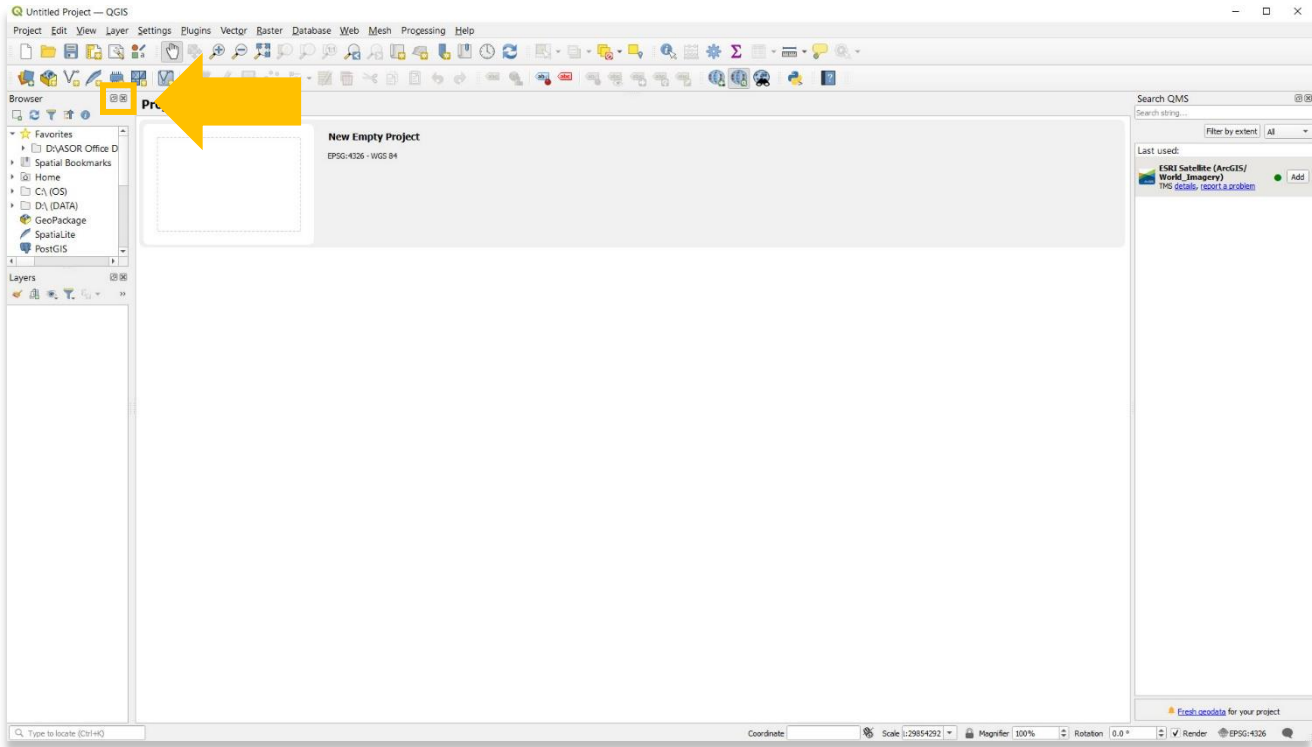 Untitled Project — QGIS
Project Edit View Layer Settings Plugins Vector Raster Database Web Mesh Processing Help
Browser
Favorites
D:\ASOR Office D
Spatial Bookmarks
Home
C:\ (OS)
D:\ (DATA)
GeoPackage
SpatiaLite
PostGIS
Layers
New Empty Project
EPSG:4326 - WGS 84
Search QMS
Search string...
Filter by extent All
Last used:
ESRI Satellite (ArcGIS/
World_Imagery)
TMS details, report a problem
Add
Fresh geodata for your project
Type to locate (Ctrl+K)
Coordinate Scale 1:29854292 Magnifier 100% Rotation 0.0 ° Render EPSG:4326